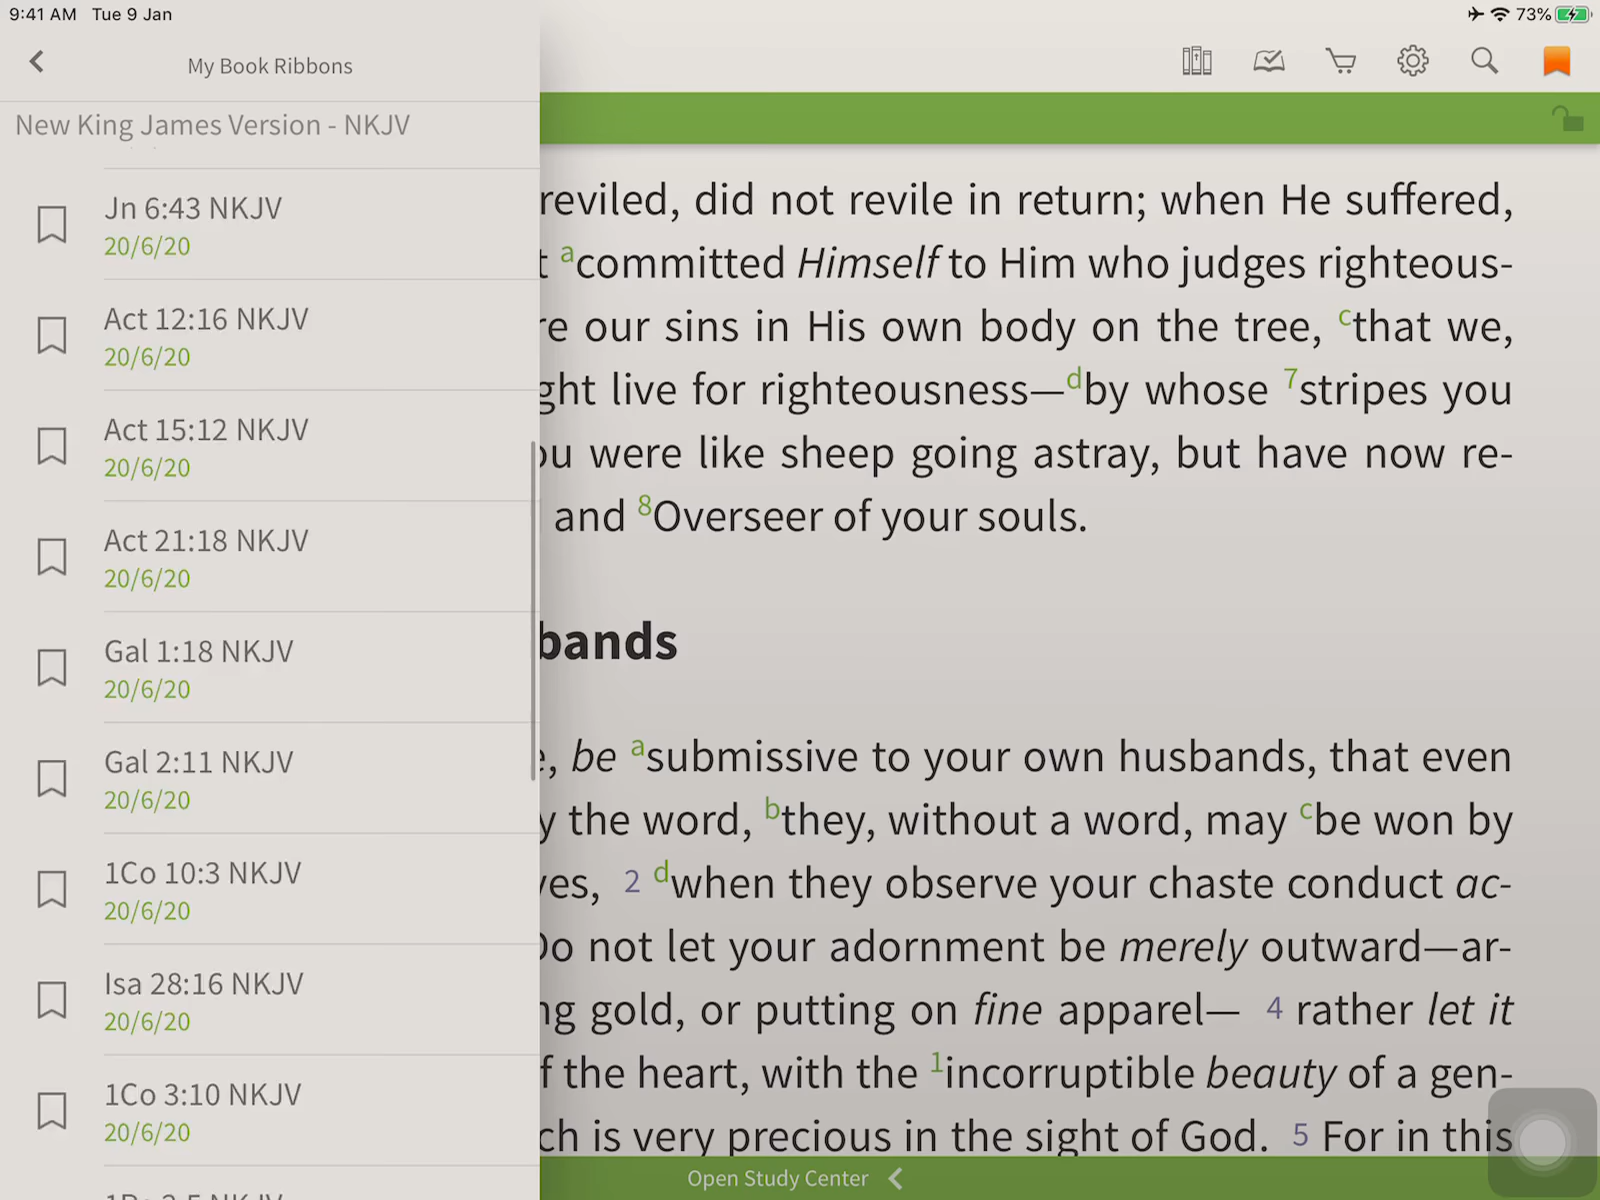 9:41 AM Tue 9 Jan
73%
My Book Ribbons
New King James Version - NKJV
Jn 6:43 NKJV
20/6/20
Act 12:16 NKJV
20/6/20
Act 15:12 NKJV
20/6/20
Act 21:18 NKJV
20/6/20
Gal 1:18 NKJV
20/6/20
Gal 2:11 NKJV
20/6/20
1Co 10:3 NKJV
20/6/20
Isa 28:16 NKJV
20/6/20
1Co 3:10 NKJV
20/6/20
reviled, did not revile in return; when He suffered,
t ᵃcommitted Himself to Him who judges righteous-
re our sins in His own body on the tree, ᶜthat we,
ght live for righteousness—ᵈby whose ⁷stripes you
ou were like sheep going astray, but have now re-
and ⁸Overseer of your souls.
bands
e, be ᵃsubmissive to your own husbands, that even
y the word, ᵇthey, without a word, may ᶜbe won by
ves, 2 ᵈwhen they observe your chaste conduct ac-
Do not let your adornment be merely outward—ar-
ng gold, or putting on fine apparel— 4 rather let it
f the heart, with the ¹incorruptible beauty of a gen-
ch is very precious in the sight of God. 5 For in this
Open Study Center